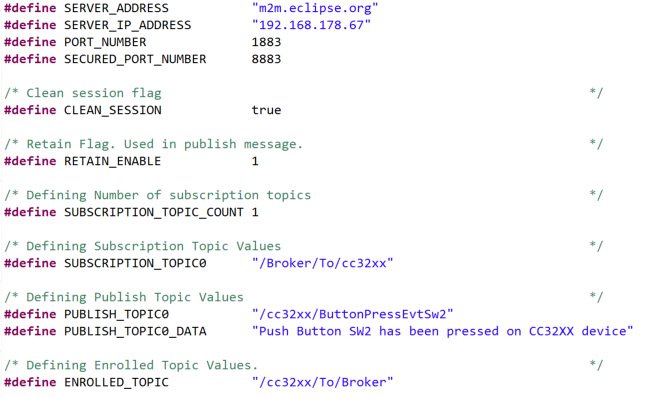 #define SERVER_ADDRESS "m2m.eclipse.org"
#define SERVER_IP_ADDRESS "192.168.178.67"
#define PORT_NUMBER 1883
#define SECURED_PORT_NUMBER 8883
/* Clean session flag */
#define CLEAN_SESSION true
/* Retain Flag. Used in publish message. */
#define RETAIN_ENABLE 1
/* Defining Number of subscription topics */
#define SUBSCRIPTION_TOPIC_COUNT 1
/* Defining Subscription Topic Values */
#define SUBSCRIPTION_TOPIC0 "/Broker/To/cc32xx"
/* Defining Publish Topic Values */
#define PUBLISH_TOPIC0 "/cc32xx/ButtonPressEvtSw2"
#define PUBLISH_TOPIC0_DATA "Push Button SW2 has been pressed on CC32XX device"
/* Defining Enrolled Topic Values. */
#define ENROLLED_TOPIC "/cc32xx/To/Broker"